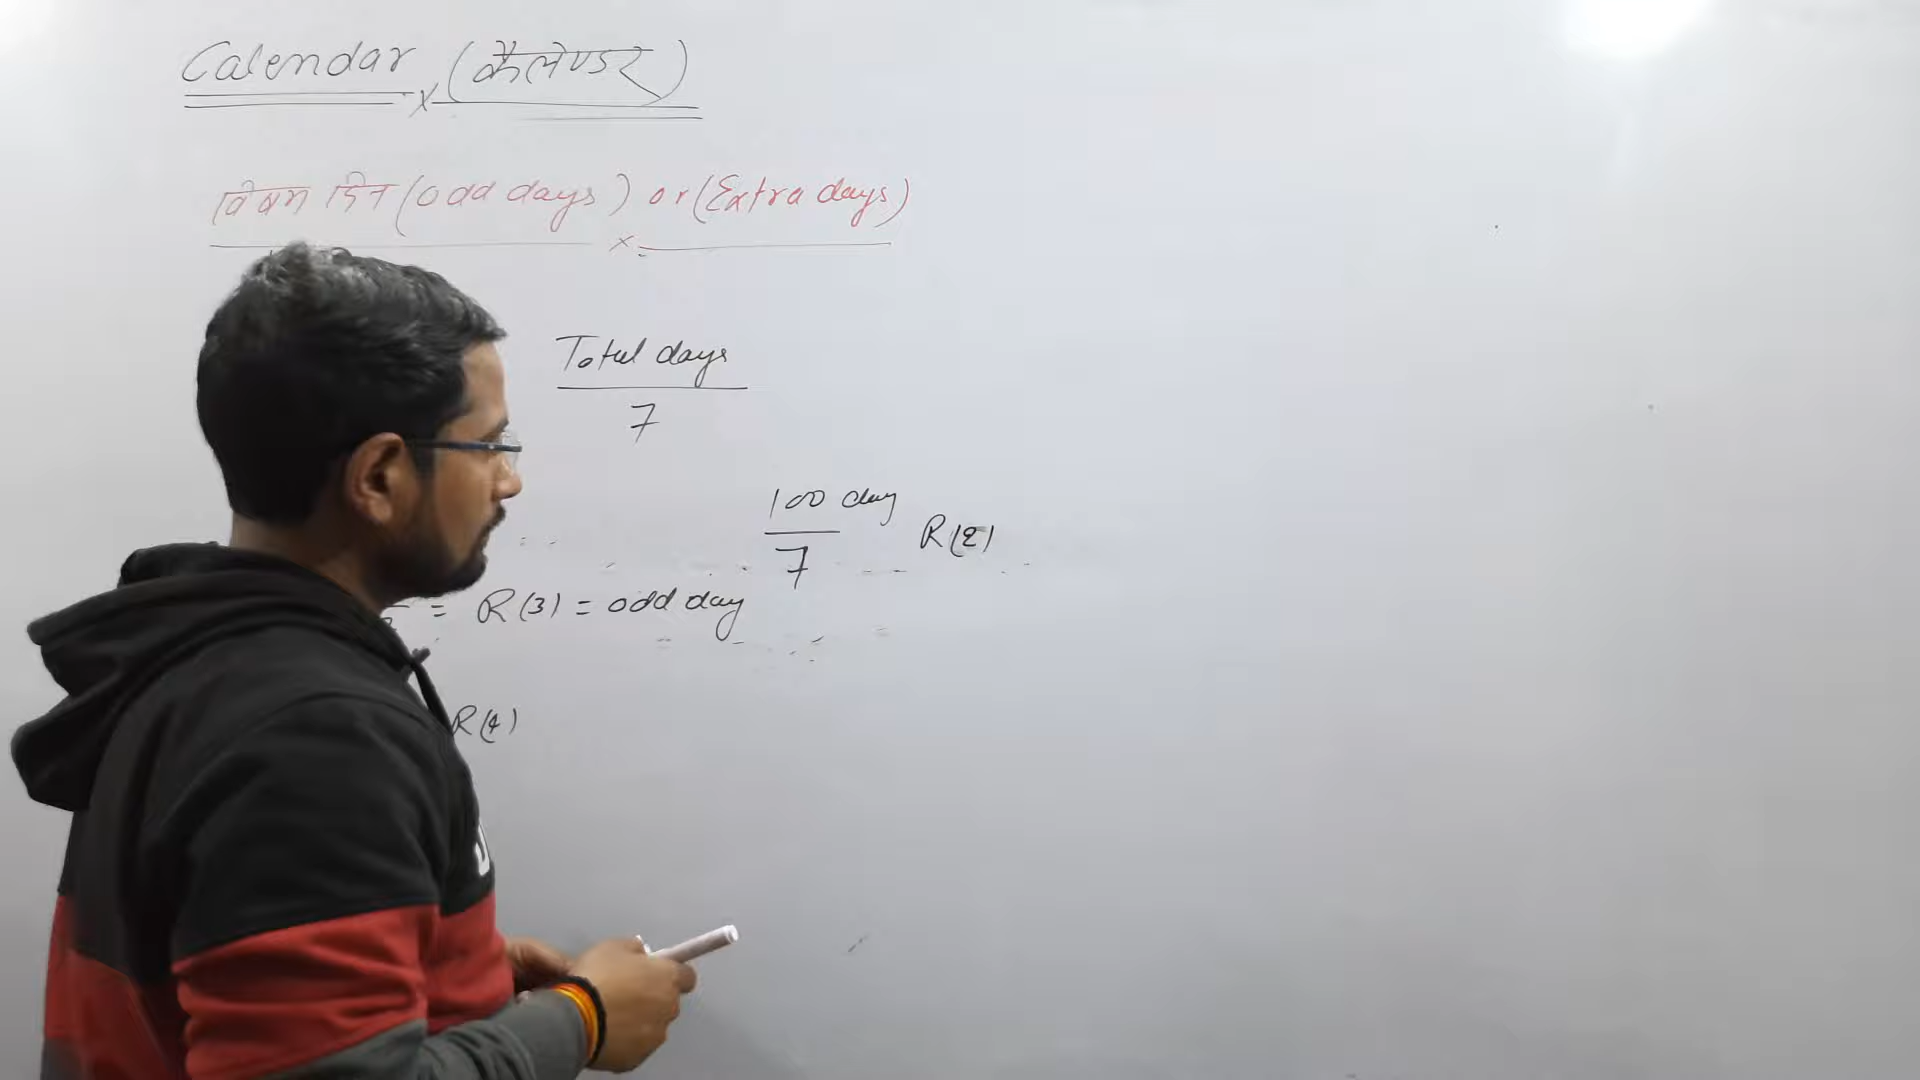 Calendar (कैलेण्डर)
विषम दिन (odd days) or (Extra days)
Total days
7
100 day
7
R(2)
= R(3) = odd day
R(4)